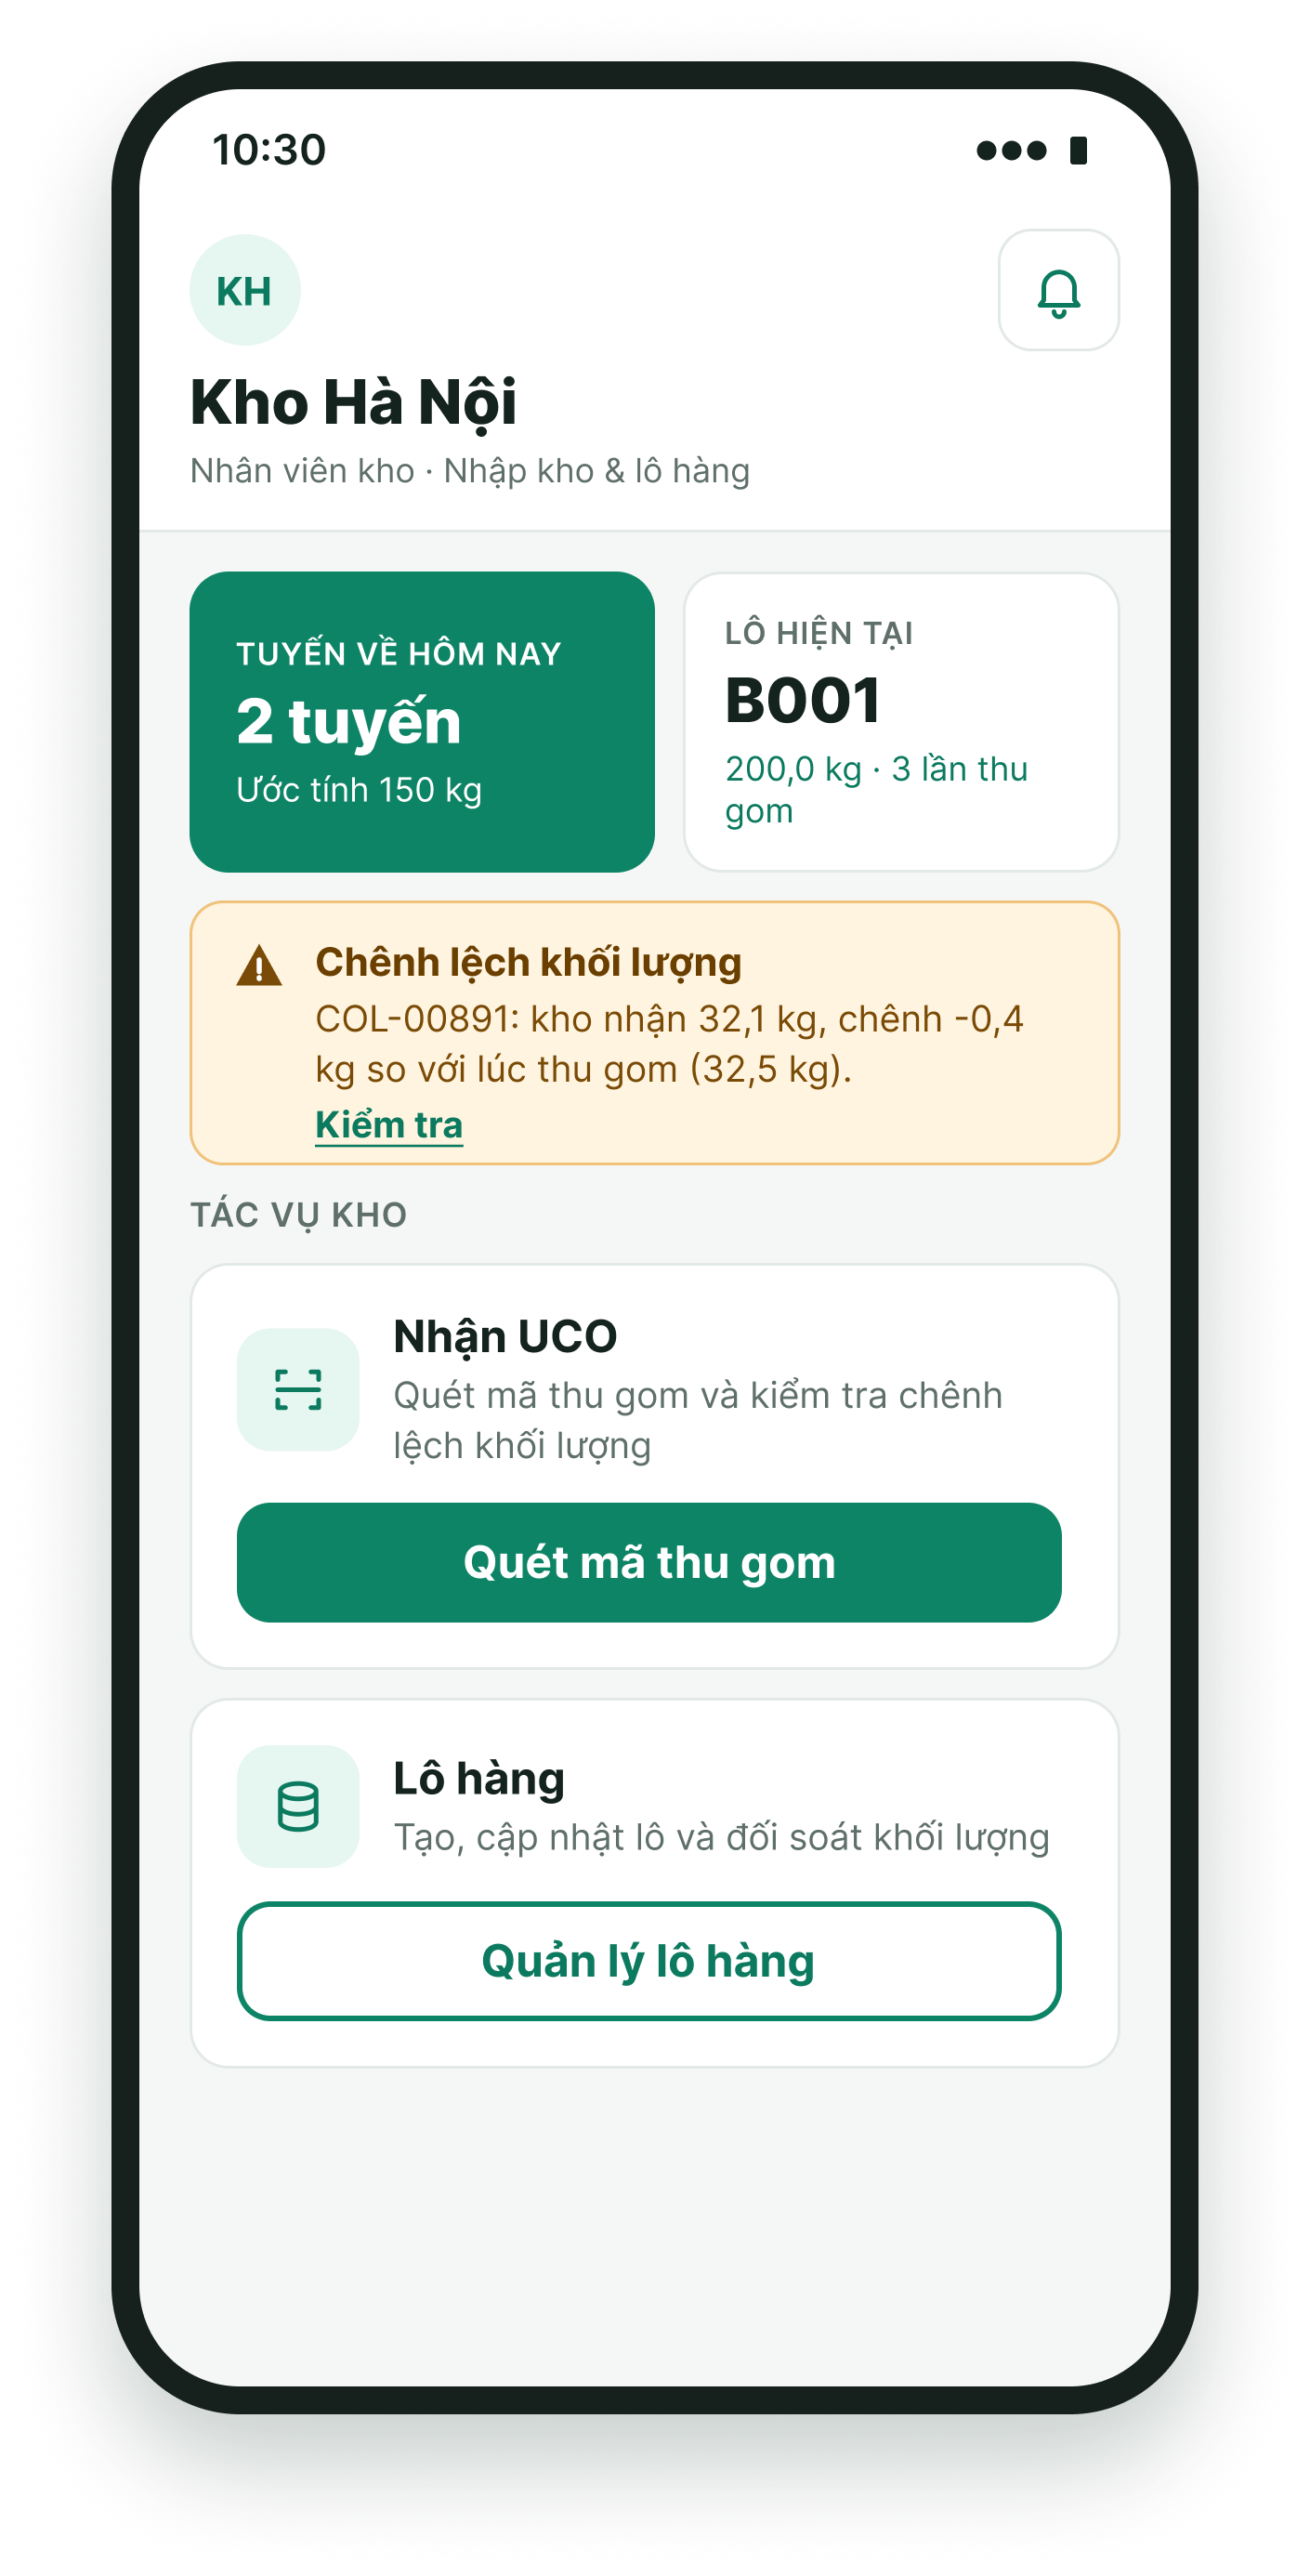 10:30
KH
Kho Hà Nội
Nhân viên kho · Nhập kho & lô hàng
TUYẾN VỀ HÔM NAY
2 tuyến
Ước tính 150 kg
LÔ HIỆN TẠI
B001
200,0 kg · 3 lần thu
gom
Chênh lệch khối lượng
COL-00891: kho nhận 32,1 kg, chênh -0,4
kg so với lúc thu gom (32,5 kg).
Kiểm tra
TÁC VỤ KHO
Nhận UCO
Quét mã thu gom và kiểm tra chênh
lệch khối lượng
Quét mã thu gom
Lô hàng
Tạo, cập nhật lô và đối soát khối lượng
Quản lý lô hàng